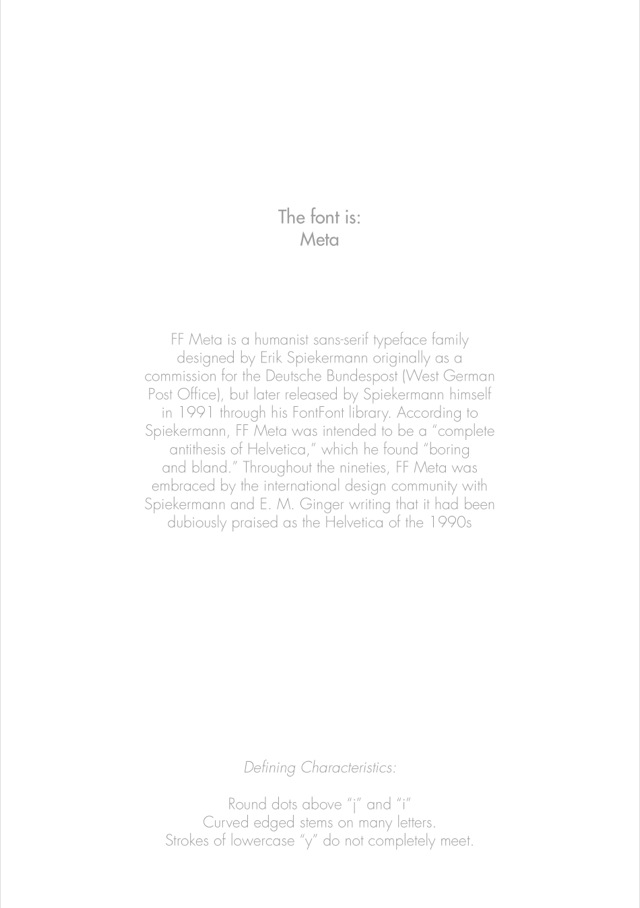 The font is:
Meta
FF Meta is a humanist sans-serif typeface family
designed by Erik Spiekermann originally as a
commission for the Deutsche Bundespost (West German
Post Office), but later released by Spiekermann himself
in 1991 through his FontFont library. According to
Spiekermann, FF Meta was intended to be a “complete
antithesis of Helvetica,” which he found “boring
and bland.” Throughout the nineties, FF Meta was
embraced by the international design community with
Spiekermann and E. M. Ginger writing that it had been
dubiously praised as the Helvetica of the 1990s
Defining Characteristics:
Round dots above “j” and “i”
Curved edged stems on many letters.
Strokes of lowercase “y” do not completely meet.